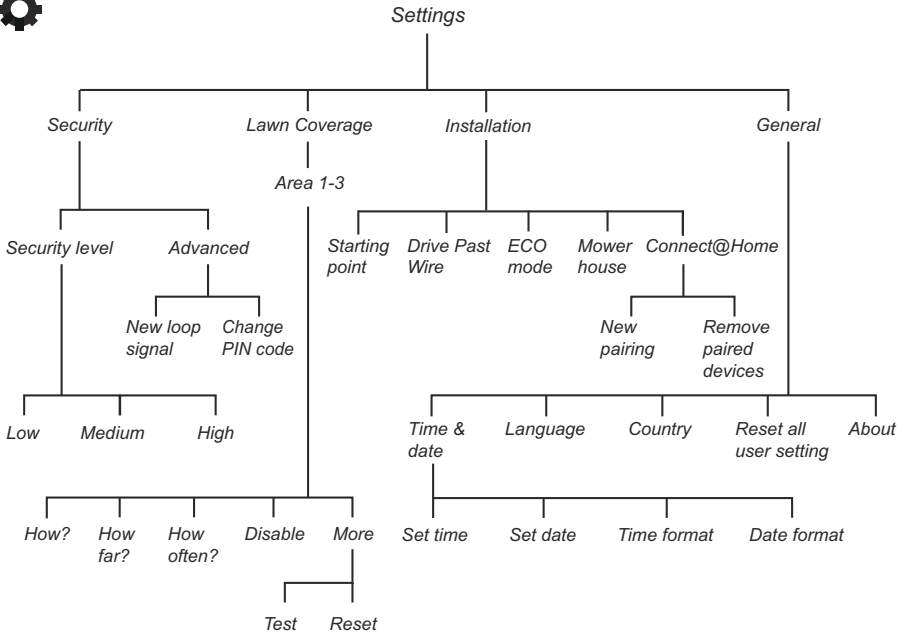 Settings
Security
Lawn Coverage
Installation
General
Area 1-3
Security level
Advanced
Starting
point
Drive Past
Wire
ECO
mode
Mower
house
Connect@Home
New loop
signal
Change
PIN code
New
pairing
Remove
paired
devices
Low
Medium
High
Time &
date
Language
Country
Reset all
user setting
About
How?
How
far?
How
often?
Disable
More
Set time
Set date
Time format
Date format
Test
Reset